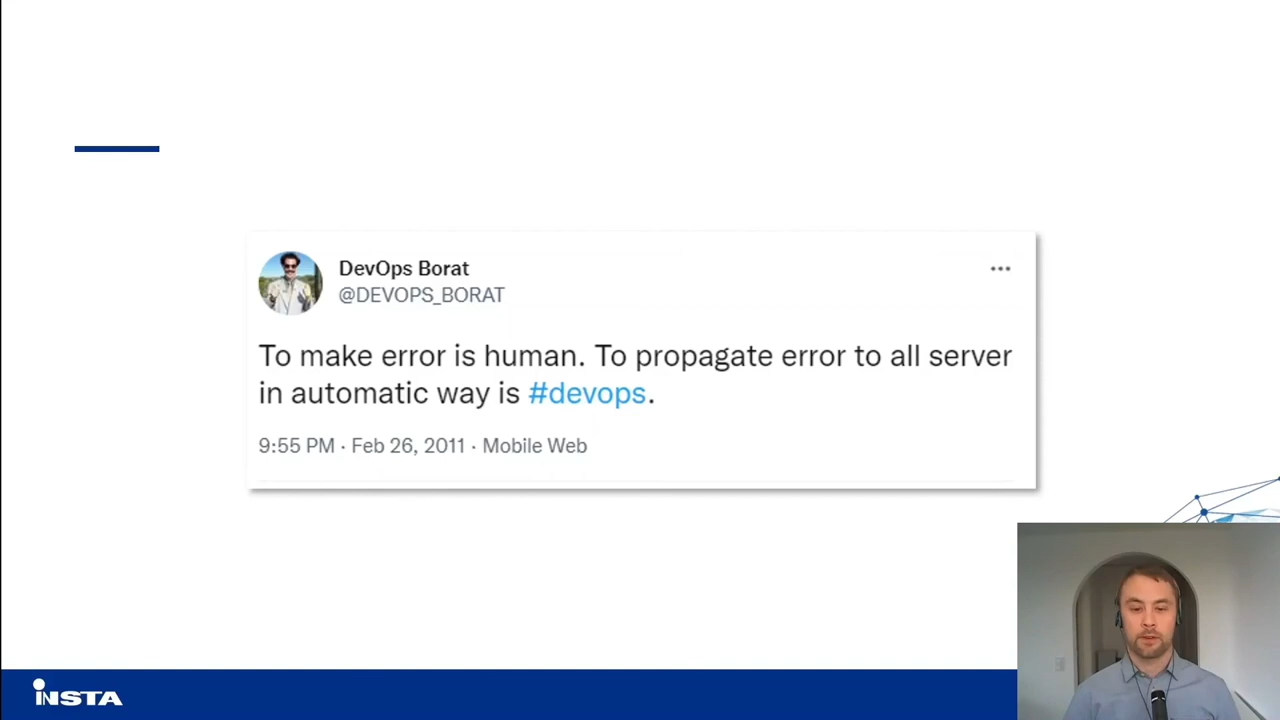 DevOps Borat
@DEVOPS_BORAT
To make error is human. To propagate error to all server
in automatic way is #devops.
9:55 PM · Feb 26, 2011 · Mobile Web
INSTA